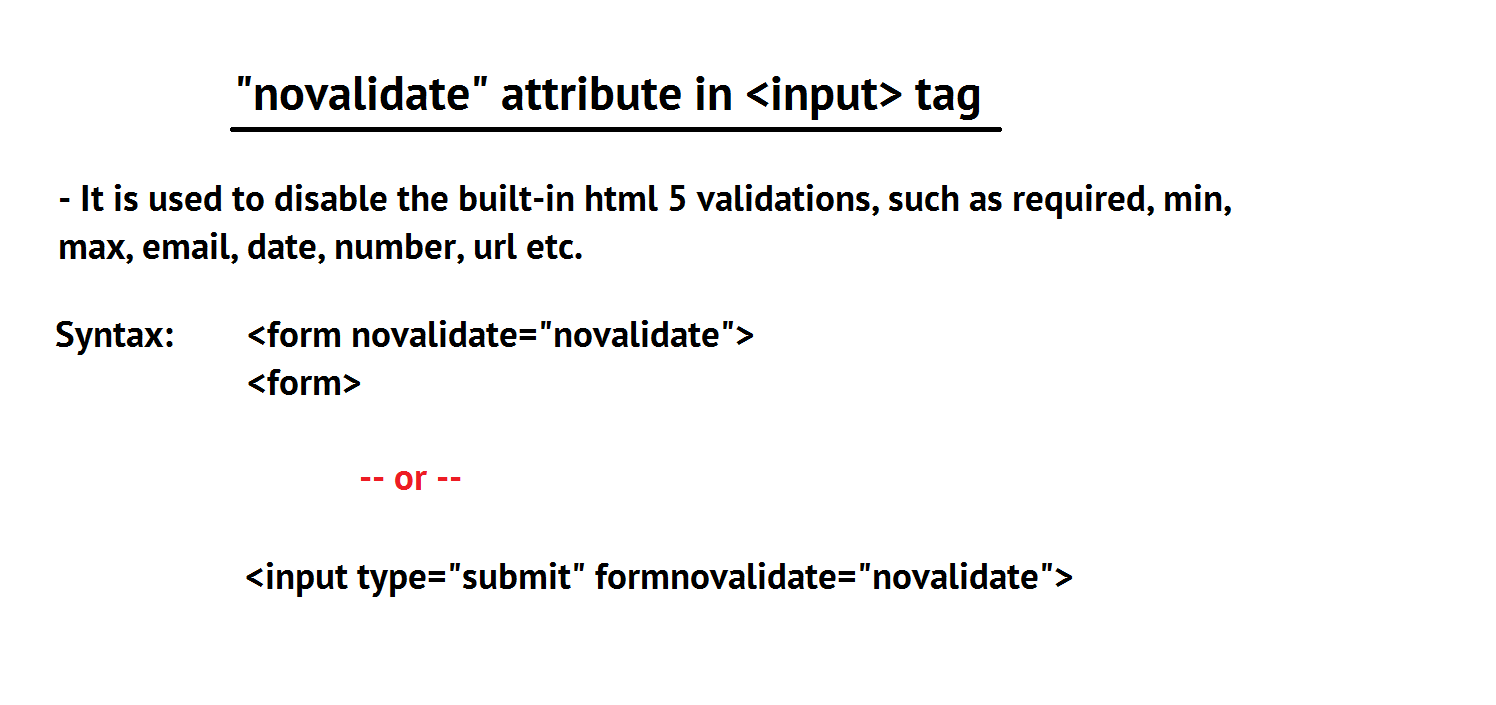 "novalidate" attribute in <input> tag
- It is used to disable the built-in html 5 validations, such as required, min,
max, email, date, number, url etc.
Syntax: <form novalidate="novalidate">
<form>
-- or --
<input type="submit" formnovalidate="novalidate">